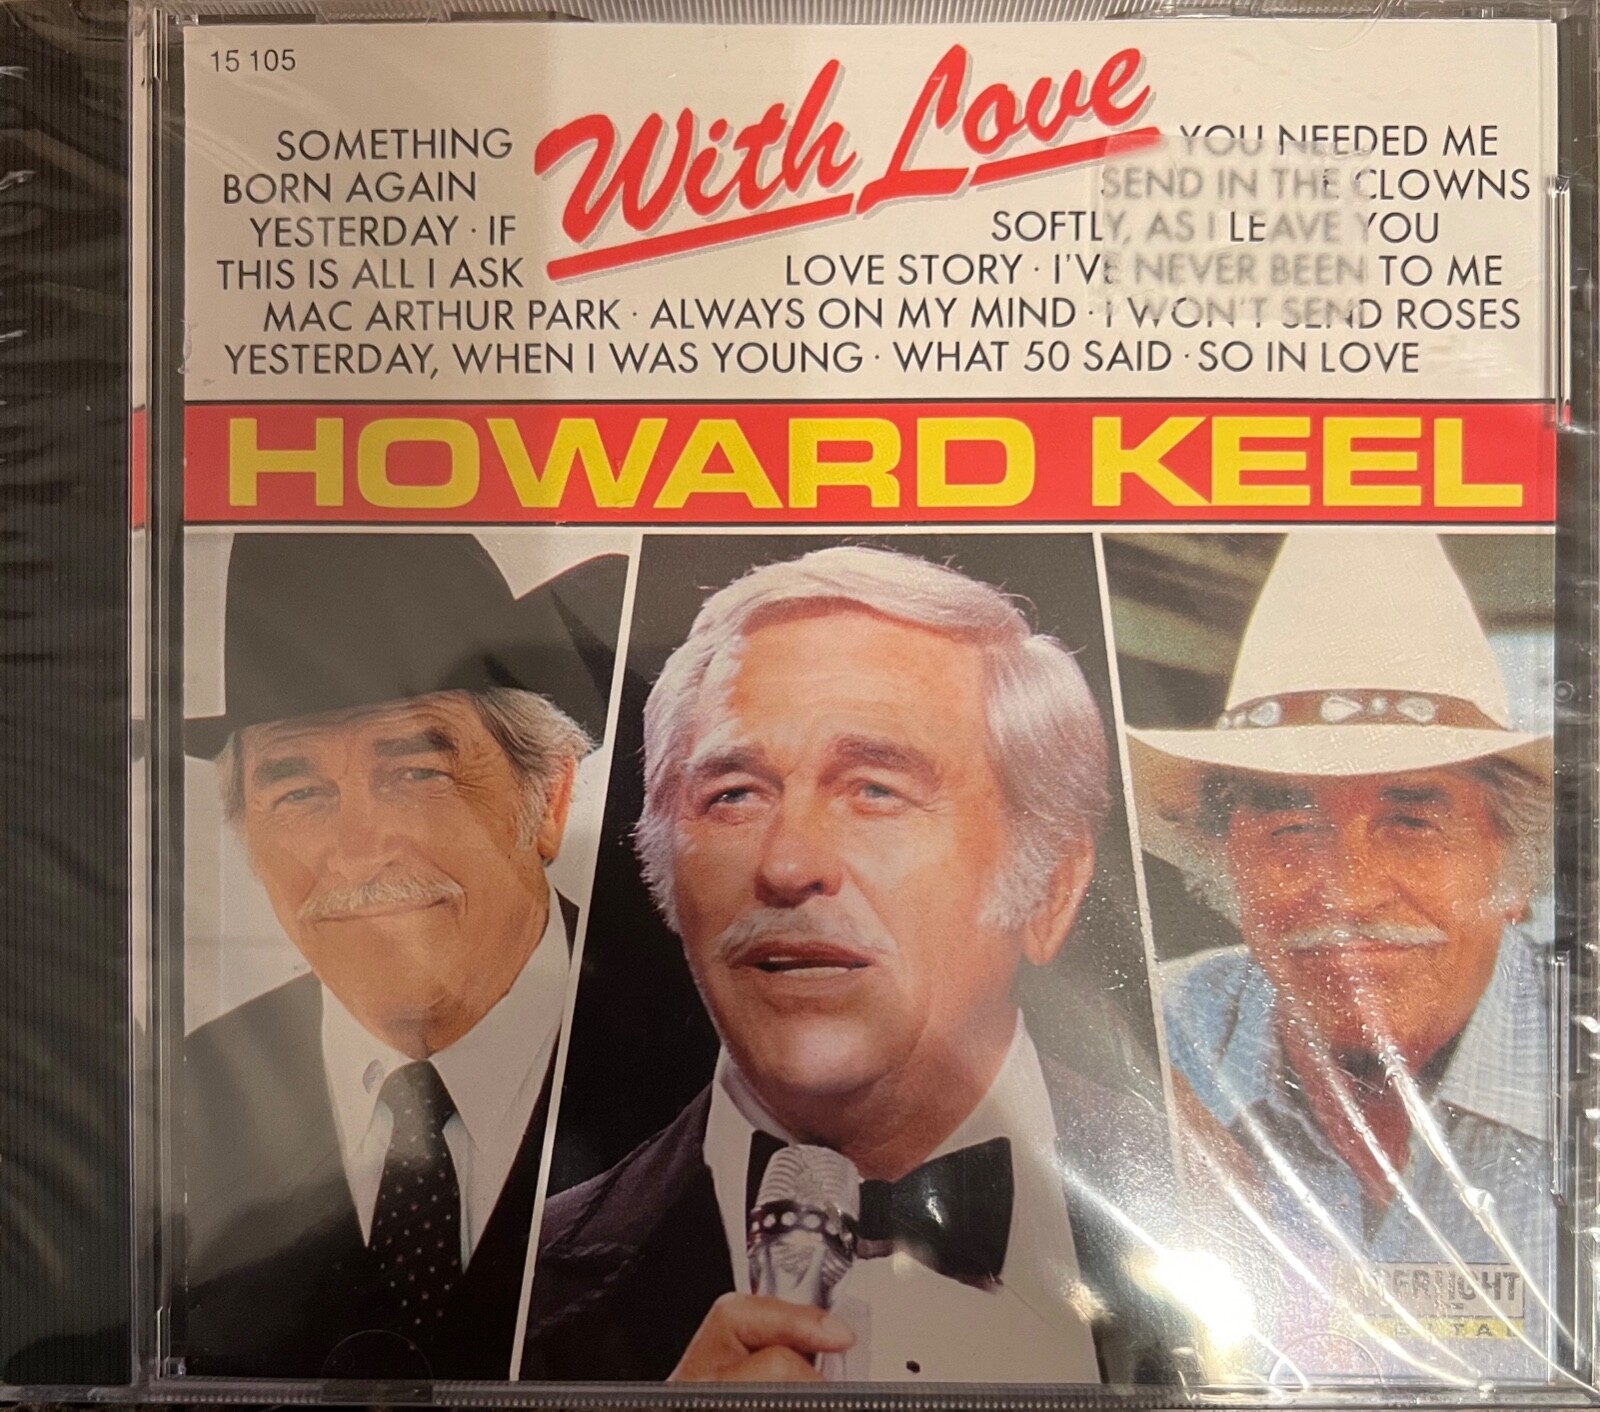 15 105
With Love
SOMETHING
BORN AGAIN
YESTERDAY · IF
THIS IS ALL I ASK
YOU NEEDED ME
SEND IN THE CLOWNS
SOFTLY, AS I LEAVE YOU
LOVE STORY · I'VE NEVER BEEN TO ME
MAC ARTHUR PARK · ALWAYS ON MY MIND · I WON'T SEND ROSES
YESTERDAY, WHEN I WAS YOUNG · WHAT 50 SAID · SO IN LOVE
HOWARD KEEL